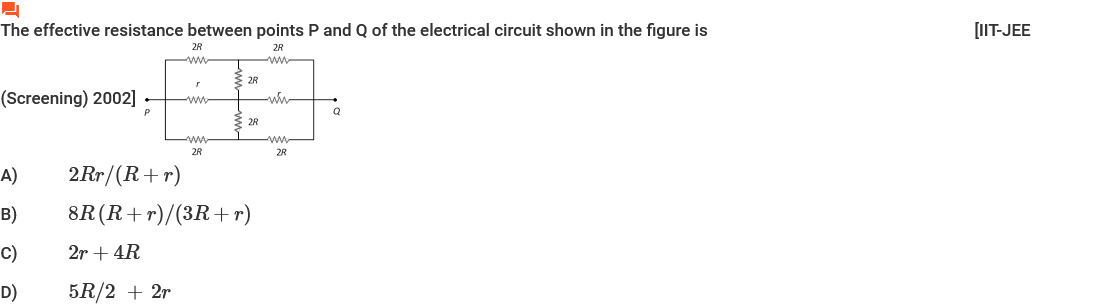 The effective resistance between points P and Q of the electrical circuit shown in the figure is [IIT-JEE
2R 2R
2R
r r
(Screening) 2002]
P Q
2R
2R 2R
A) 2Rr/(R + r)
B) 8R(R + r)/(3R + r)
C) 2r + 4R
D) 5R/2 + 2r